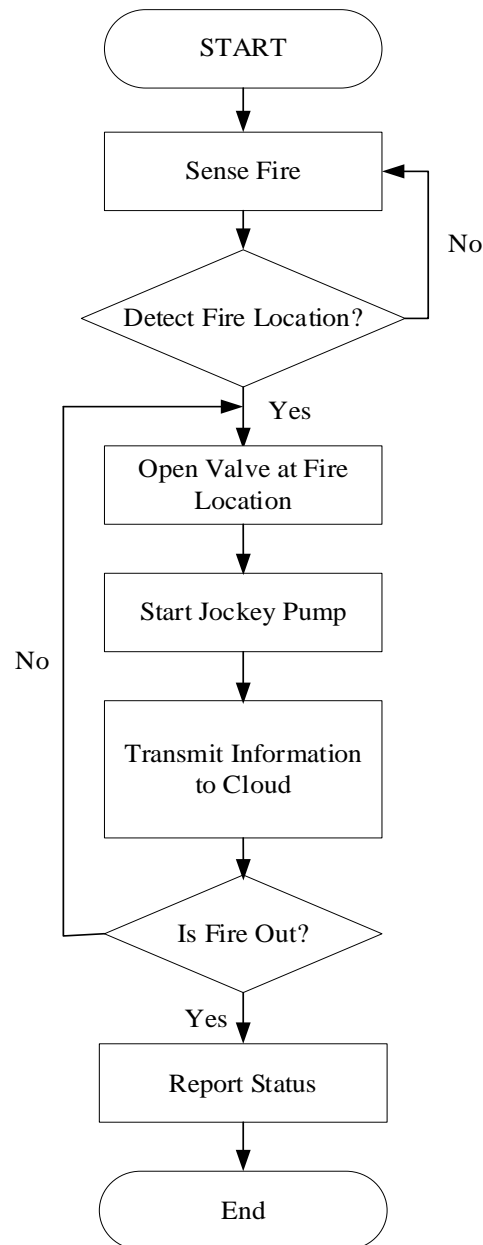 START
Sense Fire
No
Detect Fire Location?
Yes
Open Valve at Fire
Location
Start Jockey Pump
No
Transmit Information
to Cloud
Is Fire Out?
Yes
Report Status
End